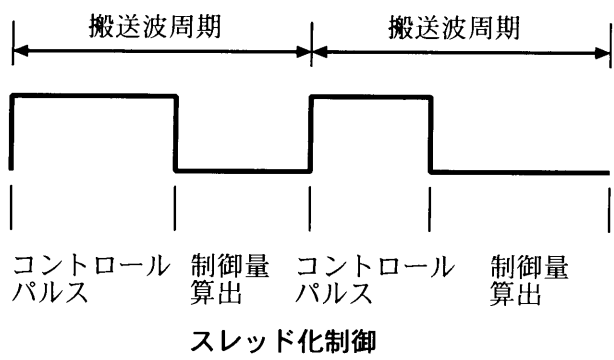 搬送波周期 搬送波周期
コントロール 制御量 コントロール 制御量
パルス 算出 パルス 算出
スレッド化制御